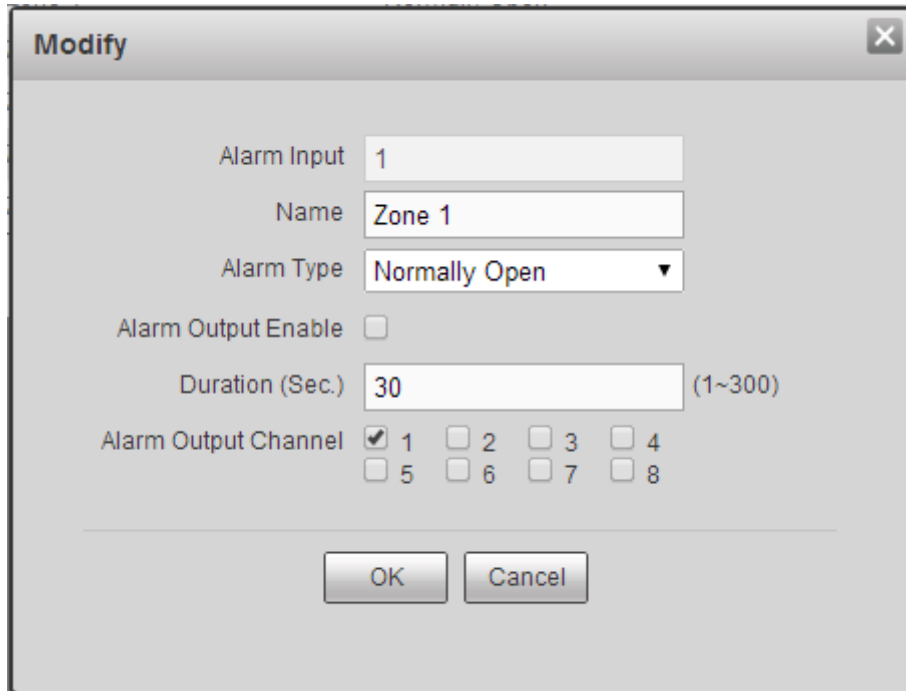 Modify
Alarm Input 1
Name Zone 1
Alarm Type Normally Open
Alarm Output Enable
Duration (Sec.) 30 (1~300)
Alarm Output Channel 1 2 3 4
5 6 7 8
OK Cancel